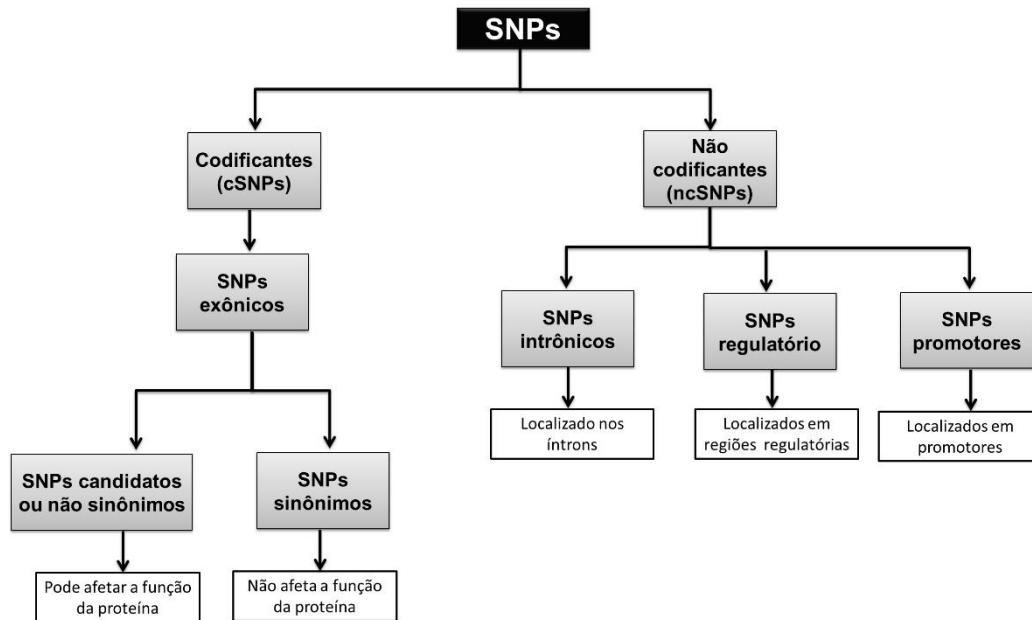 SNPs
Codificantes
(cSNPs)
Não
codificantes
(ncSNPs)
SNPs
exônicos
SNPs
intrônicos
SNPs
regulatório
SNPs
promotores
Localizado nos
íntrons
Localizados em
regiões regulatórias
Localizados em
promotores
SNPs candidatos
ou não sinônimos
SNPs
sinônimos
Pode afetar a função
da proteína
Não afeta a função
da proteína